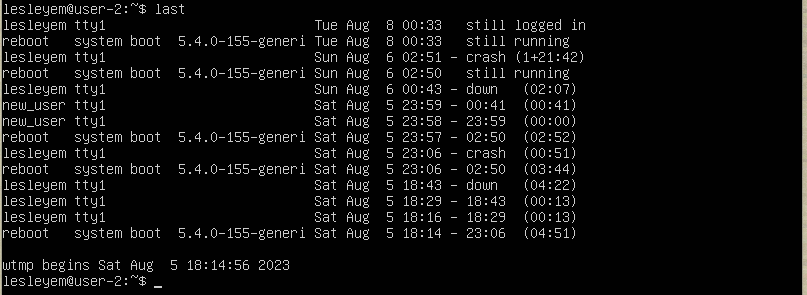 lesleyem@user-2:~$ last
lesleyem tty1                         Tue Aug  8 00:33   still logged in
reboot   system boot  5.4.0-155-generi Tue Aug  8 00:33   still running
lesleyem tty1                         Sun Aug  6 02:51 - crash (1+21:42)
reboot   system boot  5.4.0-155-generi Sun Aug  6 02:50   still running
lesleyem tty1                         Sun Aug  6 00:43 - down   (02:07)
new_user tty1                         Sat Aug  5 23:59 - 00:41  (00:41)
new_user tty1                         Sat Aug  5 23:58 - 23:59  (00:00)
reboot   system boot  5.4.0-155-generi Sat Aug  5 23:57 - 02:50  (02:52)
lesleyem tty1                         Sat Aug  5 23:06 - crash  (00:51)
reboot   system boot  5.4.0-155-generi Sat Aug  5 23:06 - 02:50  (03:44)
lesleyem tty1                         Sat Aug  5 18:43 - down   (04:22)
lesleyem tty1                         Sat Aug  5 18:29 - 18:43  (00:13)
lesleyem tty1                         Sat Aug  5 18:16 - 18:29  (00:13)
reboot   system boot  5.4.0-155-generi Sat Aug  5 18:14 - 23:06  (04:51)

wtmp begins Sat Aug  5 18:14:56 2023
lesleyem@user-2:~$ _